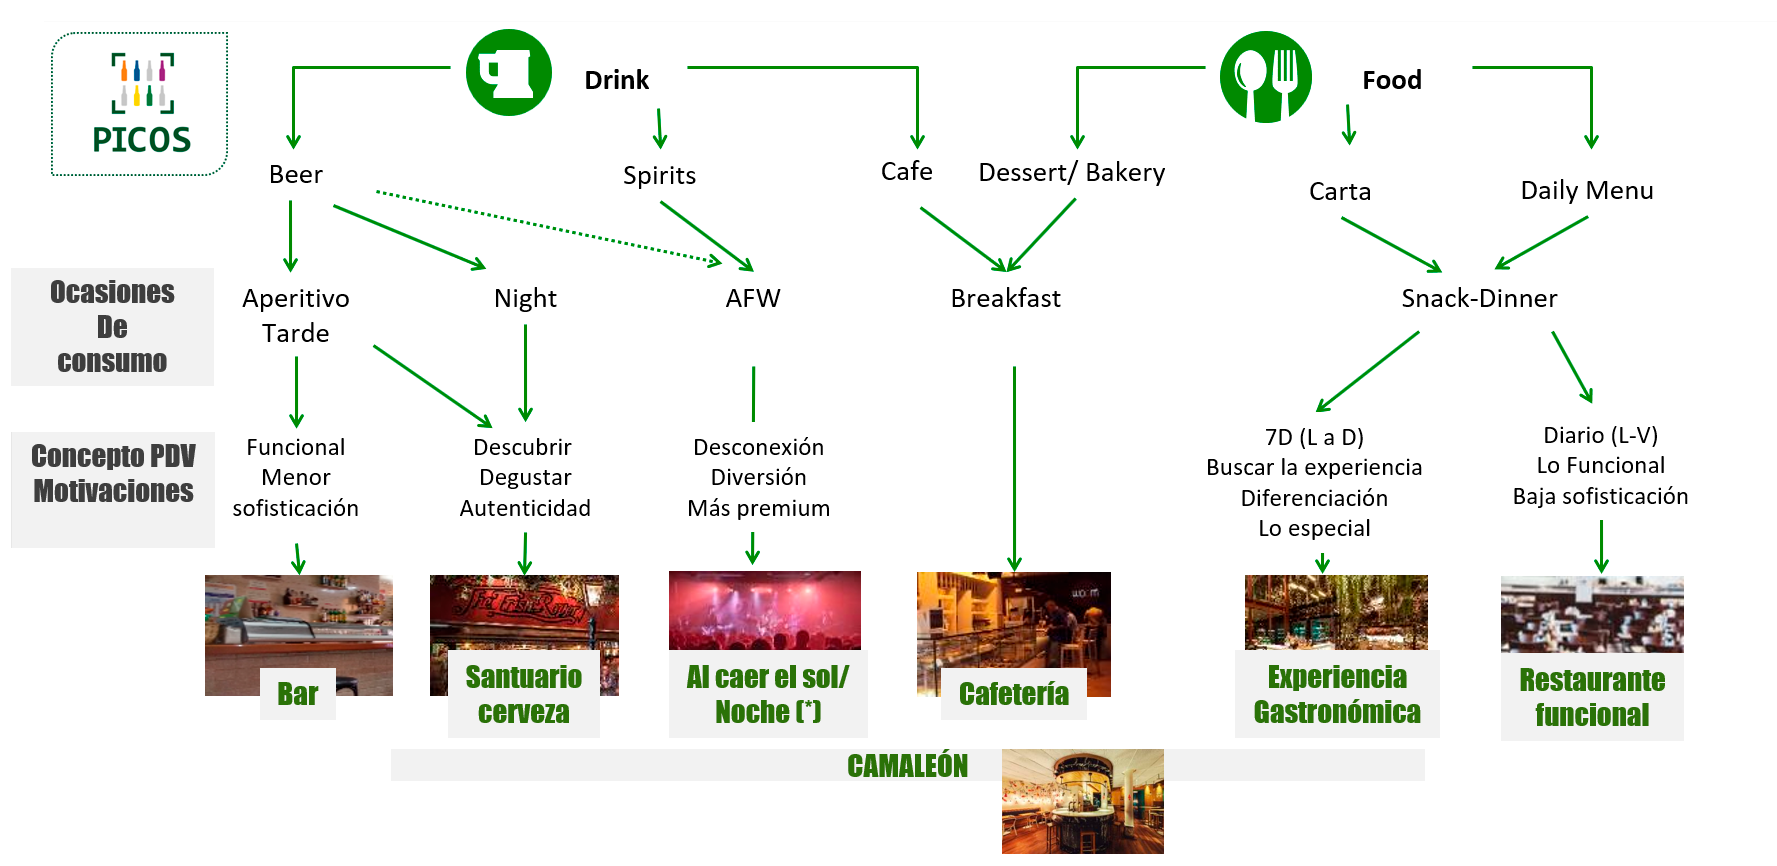 PICOS
Drink
Food
Beer
Spirits
Cafe
Dessert/ Bakery
Carta
Daily Menu
Ocasiones
De
consumo
Aperitivo
Tarde
Night
AFW
Breakfast
Snack-Dinner
Concepto PDV
Motivaciones
Funcional
Menor
sofisticación
Descubrir
Degustar
Autenticidad
Desconexión
Diversión
Más premium
7D (L a D)
Buscar la experiencia
Diferenciación
Lo especial
Diario (L-V)
Lo Funcional
Baja sofisticación
Bar
Santuario
cerveza
Al caer el sol/
Noche (*)
Cafetería
Experiencia
Gastronómica
Restaurante
funcional
CAMALEÓN